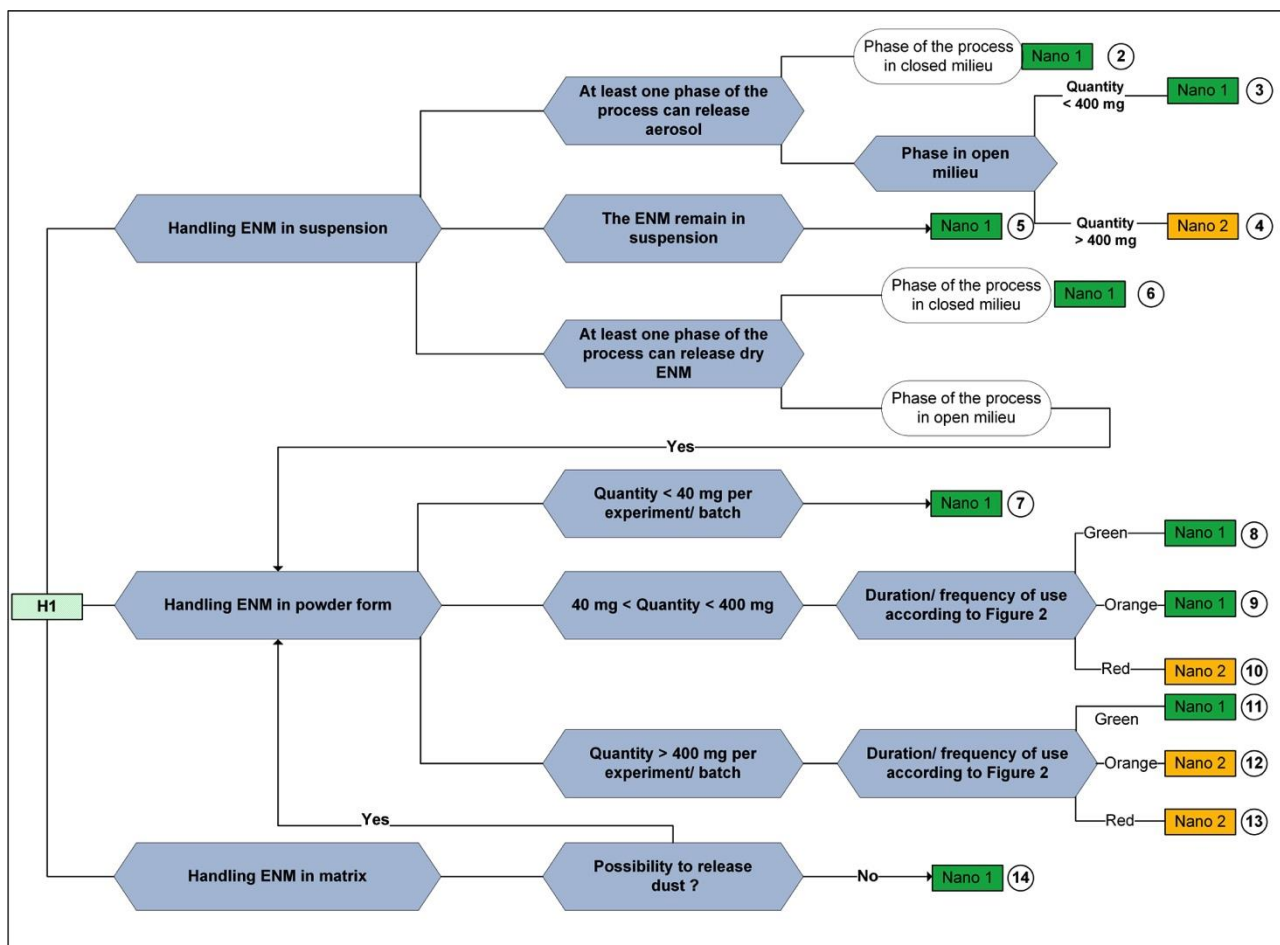 Phase of the process
in closed milieu
Nano 1
2
At least one phase of the
process can release
aerosol
Quantity
< 400 mg
Nano 1
3
Phase in open
milieu
Handling ENM in suspension
The ENM remain in
suspension
Nano 1
5
Quantity
> 400 mg
Nano 2
4
Phase of the process
in closed milieu
Nano 1
6
At least one phase of the
process can release dry
ENM
Phase of the process
in open milieu
Yes
Quantity < 40 mg per
experiment/ batch
Nano 1
7
H1
Handling ENM in powder form
40 mg < Quantity < 400 mg
Duration/ frequency of use
according to Figure 2
Green
Nano 1
8
Orange
Nano 1
9
Red
Nano 2
10
Quantity > 400 mg per
experiment/ batch
Duration/ frequency of use
according to Figure 2
Green
Nano 1
11
Orange
Nano 2
12
Red
Nano 2
13
Yes
Handling ENM in matrix
Possibility to release
dust ?
No
Nano 1
14